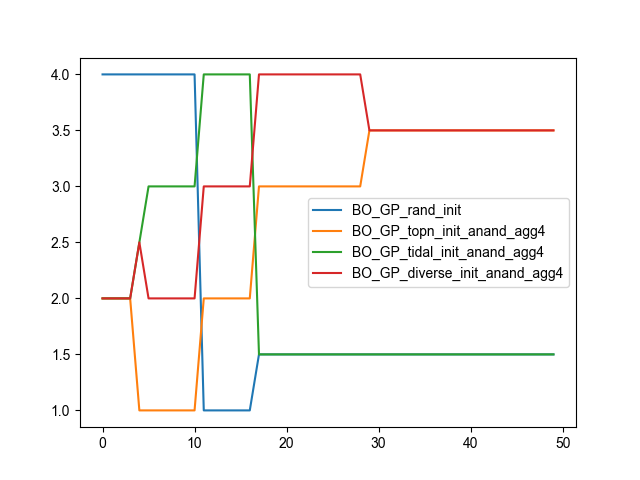 4.0
3.5
3.0
2.5
2.0
1.5
1.0
BO_GP_rand_init
BO_GP_topn_init_anand_agg4
BO_GP_tidal_init_anand_agg4
BO_GP_diverse_init_anand_agg4
0 10 20 30 40 50